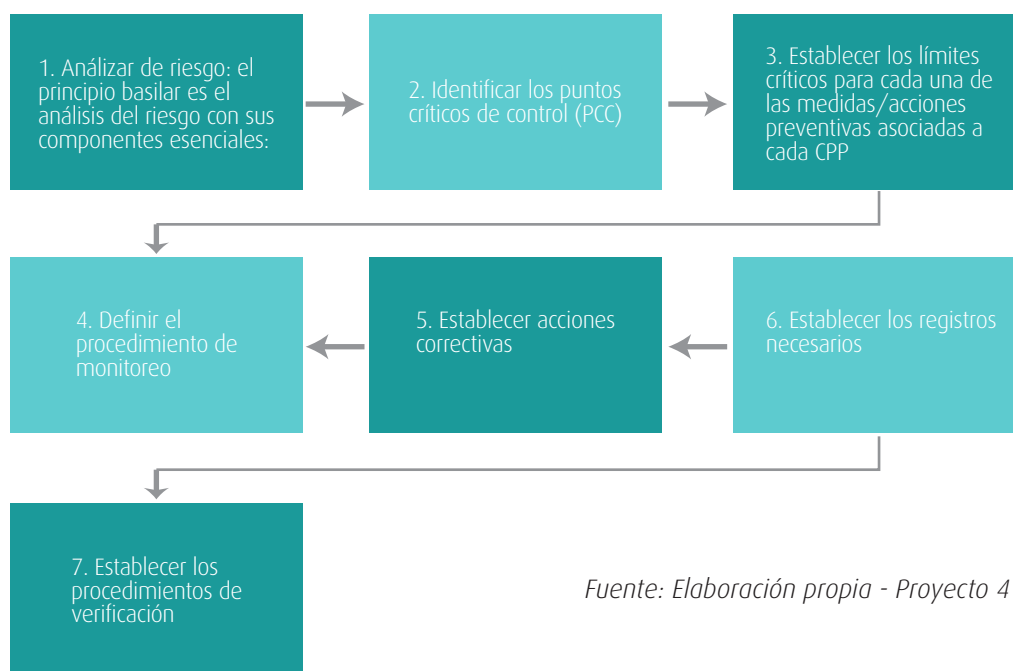 1. Análizar de riesgo: el
principio basilar es el
análisis del riesgo con sus
componentes esenciales:
2. Identificar los puntos
críticos de control (PCC)
3. Establecer los límites
críticos para cada una de
las medidas/acciones
preventivas asociadas a
cada CPP
4. Definir el
procedimiento de
monitoreo
5. Establecer acciones
correctivas
6. Establecer los registros
necesarios
7. Establecer los
procedimientos de
verificación
Fuente: Elaboración propia - Proyecto 4